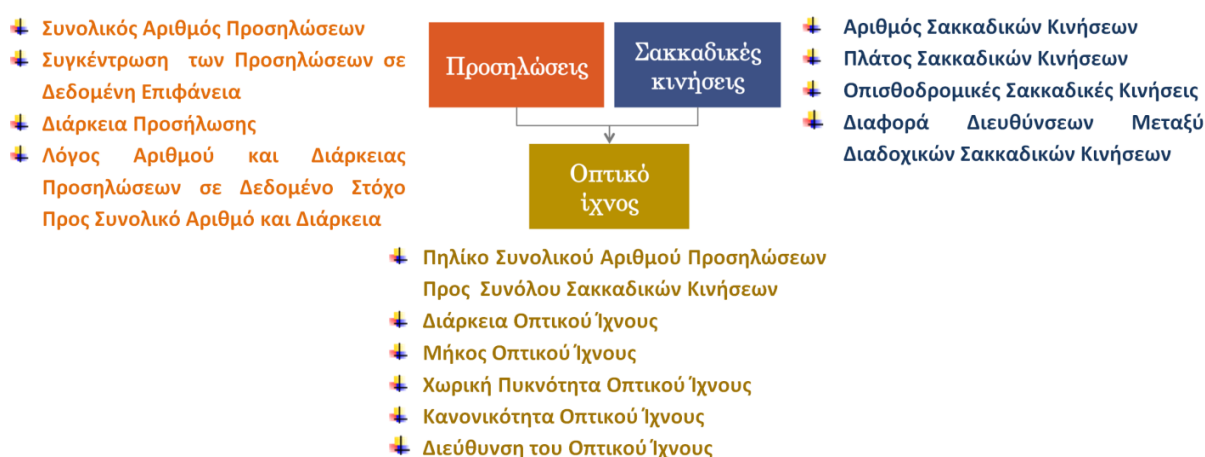 Συνολικός Αριθμός Προσηλώσεων
Συγκέντρωση των Προσηλώσεων σε
Δεδομένη Επιφάνεια
Διάρκεια Προσήλωσης
Λόγος Αριθμού και Διάρκειας
Προσηλώσεων σε Δεδομένο Στόχο
Προς Συνολικό Αριθμό και Διάρκεια
Προσηλώσεις
Σακκαδικές
κινήσεις
Οπτικό
ίχνος
Αριθμός Σακκαδικών Κινήσεων
Πλάτος Σακκαδικών Κινήσεων
Οπισθοδρομικές Σακκαδικές Κινήσεις
Διαφορά Διευθύνσεων Μεταξύ
Διαδοχικών Σακκαδικών Κινήσεων
Πηλίκο Συνολικού Αριθμού Προσηλώσεων
Προς Συνόλου Σακκαδικών Κινήσεων
Διάρκεια Οπτικού Ίχνους
Μήκος Οπτικού Ίχνους
Χωρική Πυκνότητα Οπτικού Ίχνους
Κανονικότητα Οπτικού Ίχνους
Διεύθυνση του Οπτικού Ίχνους